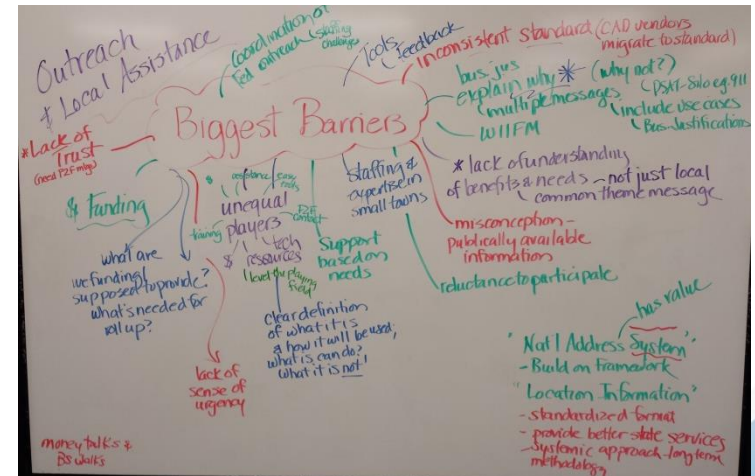 Outreach
& Local Assistance
Coordination of
Fed outreach
staffing
challenges
Tools
Feedback
inconsistent standard (CAD vendors
migrate to standard)
bus. jus
explain why * (why not?)
multiple messages
PSAT-Silo eg. 911
include use cases
Bus. Justifications
WIIFM
Biggest Barriers
* Lack of
Trust
(need F2F mtgs)
* lack of understanding
of benefits & needs - not just local
common theme message
$ Funding
assistance
easy
tools
unequal
players
training
F2F
contact
$
tech
resources
level the playing
field
staffing &
expertise in
small towns
Support
based on
needs
misconception -
publically available
information
reluctance to participate
what are
we funding/
supposed to provide?
what's needed for
roll up?
clear definition
of what it is
& how it will be used;
what is can do?
What it is not!
lack of
sense of
urgency
has value
"Nat'l Address System":
- Build on Framework
"Location Information"
- standardized format
- provide better state services
- Systemic approach - long term
methodology
money talks &
BS walks